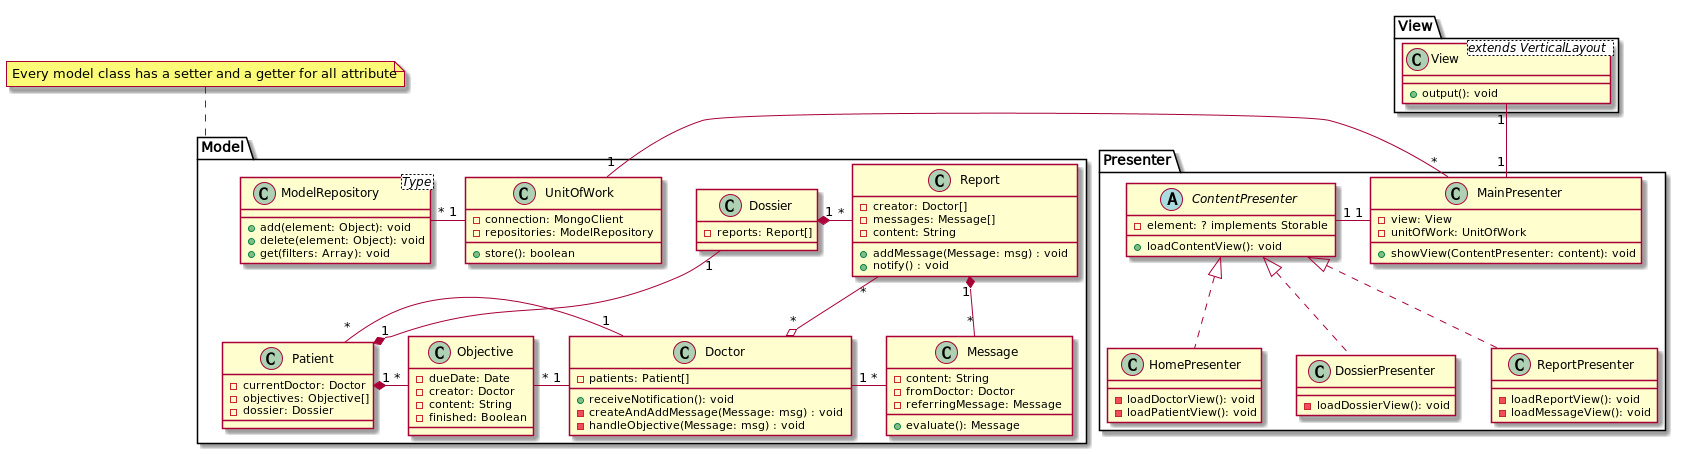 Every model class has a setter and a getter for all attribute
View
C View
extends VerticalLayout
output(): void
1
1
1
*
Model
C ModelRepository
Type
add(element: Object): void
delete(element: Object): void
get(filters: Array): void
* 1
C UnitOfWork
connection: MongoClient
repositories: ModelRepository
store(): boolean
C Dossier
reports: Report[]
1 *
C Report
creator: Doctor[]
messages: Message[]
content: String
addMessage(Message: msg) : void
notify() : void
1
*
1
*
1
1
*
*
C Patient
currentDoctor: Doctor
objectives: Objective[]
dossier: Dossier
1 *
C Objective
dueDate: Date
creator: Doctor
content: String
finished: Boolean
* 1
C Doctor
patients: Patient[]
receiveNotification(): void
createAndAddMessage(Message: msg) : void
handleObjective(Message: msg) : void
1 *
C Message
content: String
fromDoctor: Doctor
referringMessage: Message
evaluate(): Message
Presenter
A ContentPresenter
element: ? implements Storable
loadContentView(): void
1 1
C MainPresenter
view: View
unitOfWork: UnitOfWork
showView(ContentPresenter: content): void
C HomePresenter
loadDoctorView(): void
loadPatientView(): void
C DossierPresenter
loadDossierView(): void
C ReportPresenter
loadReportView(): void
loadMessageView(): void